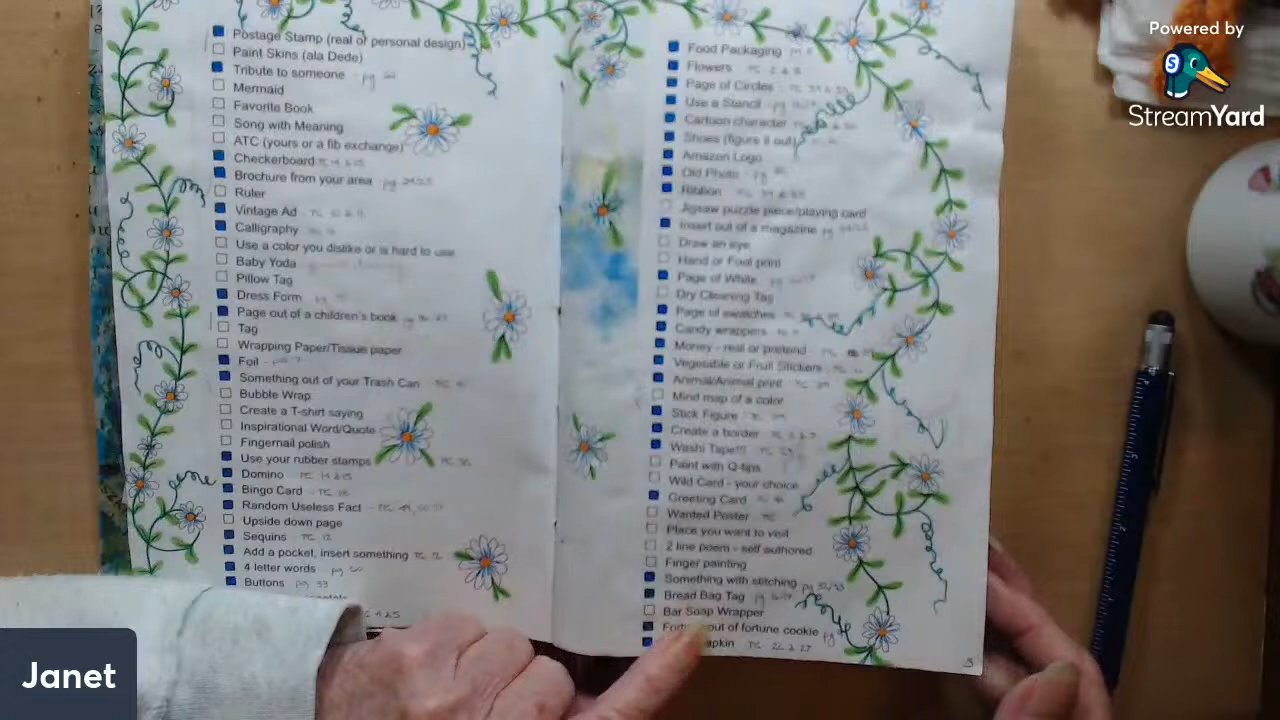 Postage Stamp (real or personal design)
Paint Skins (ala Dede)
Tribute to someone
Mermaid
Favorite Book
Song with Meaning
ATC (yours or a fib exchange)
Checkerboard
Brochure from your area
Ruler
Vintage Ad
Calligraphy
Use a color you dislike or is hard to use
Baby Yoda
Pillow Tag
Dress Form
Page out of a children's book
Tag
Wrapping Paper/Tissue paper
Foil
Something out of your Trash Can
Bubble Wrap
Create a T-shirt saying
Inspirational Word/Quote
Fingernail polish
Use your rubber stamps
Domino
Bingo Card
Random Useless Fact
Upside down page
Sequins
Add a pocket, insert something
4 letter words
Buttons
Food Packaging
Flowers
Page of Circles
Use a Stencil
Cartoon character
Shoes (figure it out)
Amazon Logo
Old Photo
Ribbon
Jigsaw puzzle piece/playing card
Insert out of a magazine
Draw an eye
Hand or Foot print
Page of White
Dry Cleaning Tag
Page of swatches
Candy wrappers
Money - real or pretend
Vegetable or Fruit Stickers
Animal/Animal print
Mind map of a color
Stick Figure
Create a border
Washi Tape!!!
Paint with Q-tips
Wild Card - your choice
Greeting Card
Wanted Poster
Place you want to visit
2 line poem - self authored
Finger painting
Something with stitching
Bread Bag Tag
Bar Soap Wrapper
out of fortune cookie
Powered by
StreamYard
Janet